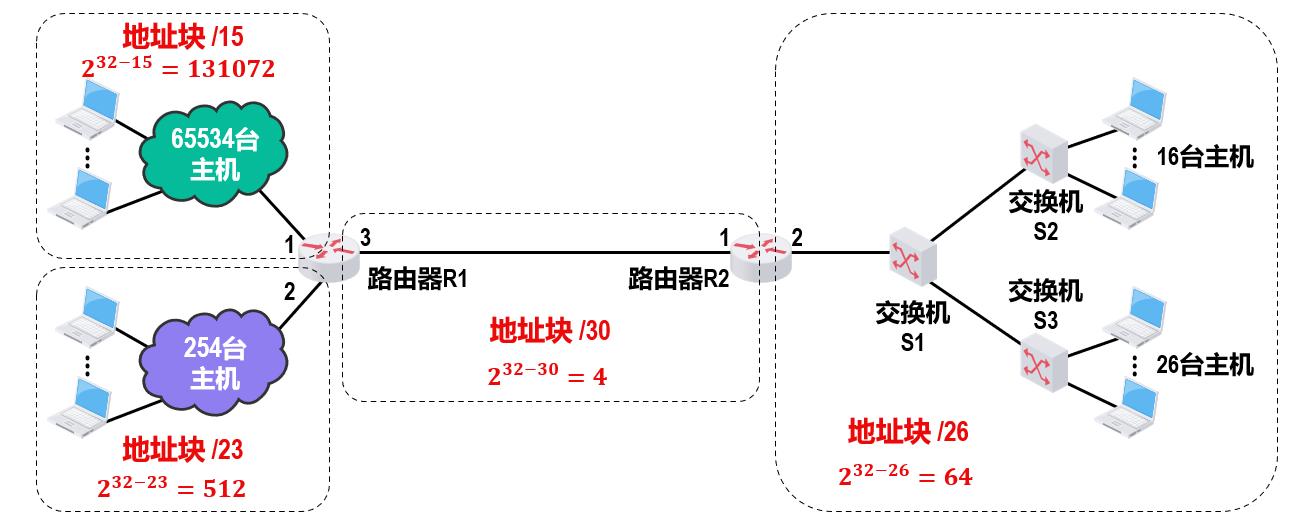 地址块 /15
2^{32−15} = 131072
65534台
主机
1
3
路由器R1
2
254台
主机
地址块 /23
2^{32−23} = 512
地址块 /30
2^{32−30} = 4
1
2
路由器R2
交换机
S1
交换机
S2
16台主机
交换机
S3
26台主机
地址块 /26
2^{32−26} = 64